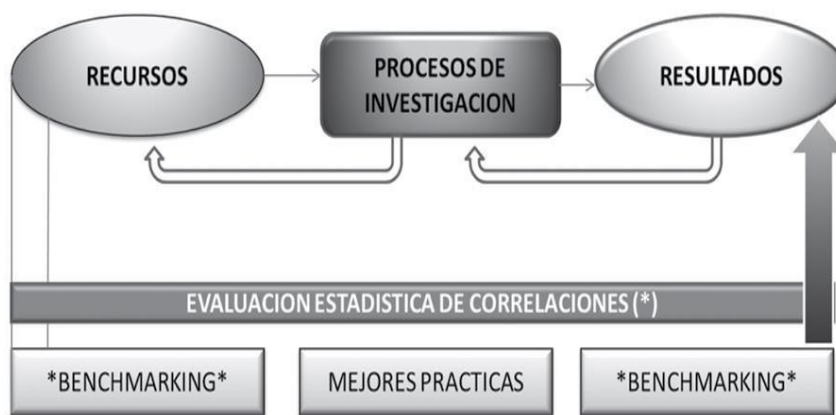 RECURSOS
PROCESOS DE
INVESTIGACION
RESULTADOS
EVALUACION ESTADISTICA DE CORRELACIONES (*)
*BENCHMARKING*
MEJORES PRACTICAS
*BENCHMARKING*